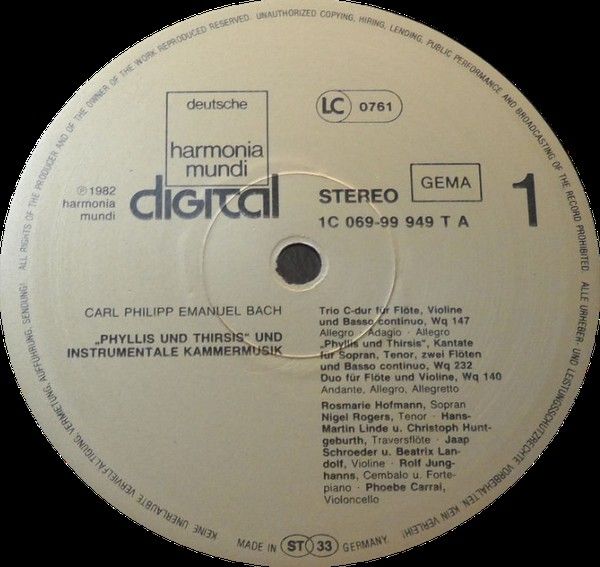 ALL RIGHTS OF THE PRODUCER AND OF THE OWNER OF THE WORK REPRODUCED RESERVED. UNAUTHORIZED COPYING, HIRING, LENDING, PUBLIC PERFORMANCE AND BROADCASTING OF THE RECORD PROHIBITED.
ALLE URHEBER- UND LEISTUNGSSCHUTZRECHTE VORBEHALTEN. KEIN VERLEIH! KEINE UNERLAUBTE VERVIELFÄLTIGUNG, VERMIETUNG, AUFFÜHRUNG, SENDUNG!
deutsche
harmonia
mundi
digital
LC 0761
℗ 1982
harmonia
mundi
STEREO
GEMA
1
1C 069-99 949 T A
CARL PHILIPP EMANUEL BACH
„PHYLLIS UND THIRSIS“ UND
INSTRUMENTALE KAMMERMUSIK
Trio C-dur für Flöte, Violine
und Basso continuo, Wq 147
Allegro · Adagio · Allegro
„Phyllis und Thirsis“, Kantate
für Sopran, Tenor, zwei Flöten
und Basso continuo, Wq 232
Duo für Flöte und Violine, Wq 140
Andante, Allegro, Allegretto
Rosmarie Hofmann, Sopran
Nigel Rogers, Tenor · Hans-
Martin Linde u. Christoph Hunt-
geburth, Traversflöte · Jaap
Schroeder u. Beatrix Lan-
dolf, Violine · Rolf Jung-
hanns, Cembalo u. Forte-
piano · Phoebe Carrai,
Violoncello
MADE IN ST 33 GERMANY